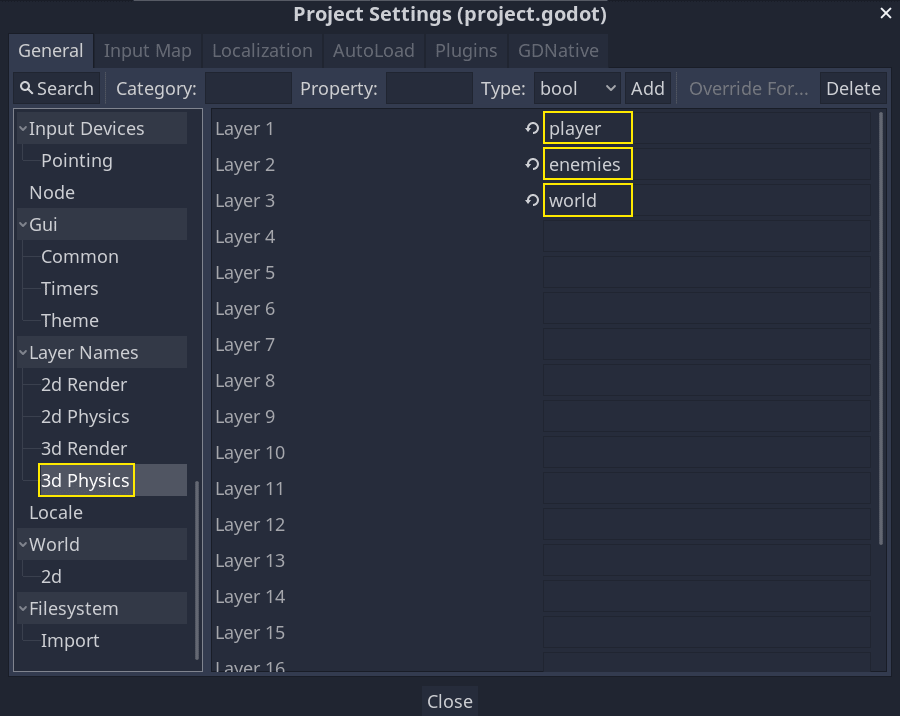 Project Settings (project.godot)
General Input Map Localization AutoLoad Plugins GDNative
Search Category: Property: Type: bool Add Override For... Delete
Input Devices
Pointing
Node
Gui
Common
Timers
Theme
Layer Names
2d Render
2d Physics
3d Render
3d Physics
Locale
World
2d
Filesystem
Import
Layer 1 player
Layer 2 enemies
Layer 3 world
Layer 4
Layer 5
Layer 6
Layer 7
Layer 8
Layer 9
Layer 10
Layer 11
Layer 12
Layer 13
Layer 14
Layer 15
Layer 16
Close